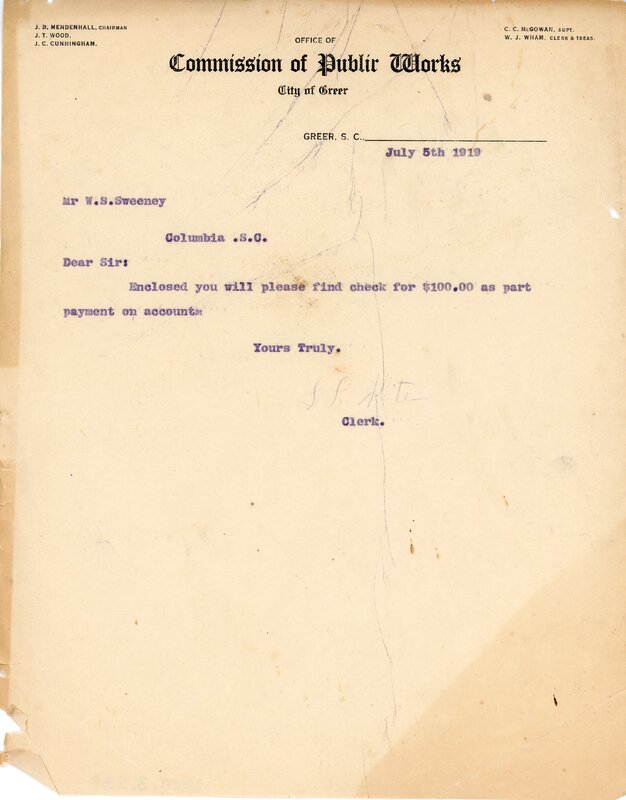 J. B. MENDENHALL, CHAIRMAN
J. T. WOOD,
J. C. CUNNINGHAM.
C. C. McGOWAN, SUPT.
W. J. WHAM, CLERK & TREAS.
OFFICE OF
Commission of Public Works
City of Greer
GREER, S. C.,
July 5th 1919
Mr W.S.Sweeney
Columbia .S.C.
Dear Sir:
Enclosed you will please find check for $100.00 as part
payment on account
Yours Truly.
Clerk.